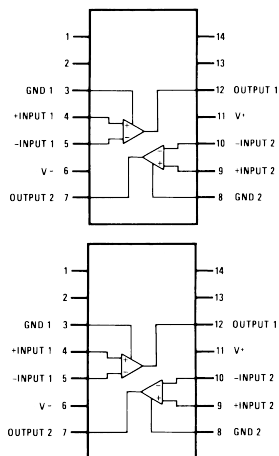 1 14
2 13
GND 1 3 12 OUTPUT 1
+INPUT 1 4 + 11 V+
-INPUT 1 5 - - 10 -INPUT 2
V- 6 + 9 +INPUT 2
OUTPUT 2 7 8 GND 2
1 14
2 13
GND 1 3 12 OUTPUT 1
+INPUT 1 4 + 11 V+
-INPUT 1 5 - - 10 -INPUT 2
V- 6 + 9 +INPUT 2
OUTPUT 2 7 8 GND 2